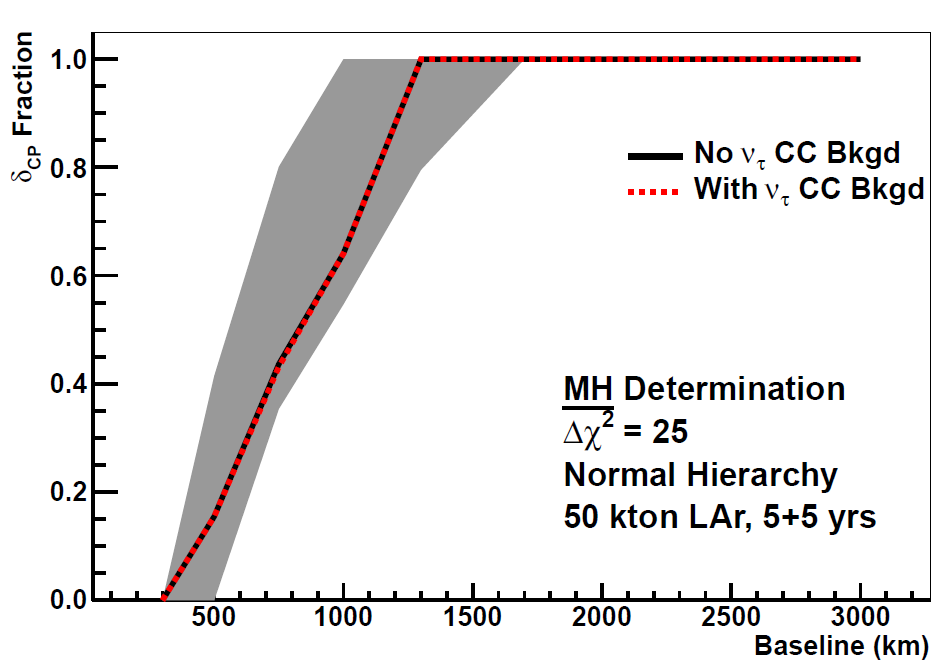 δCP Fraction
1.0
0.8
0.6
0.4
0.2
0.0
No ντ CC Bkgd
With ντ CC Bkgd
MH Determination
Δχ² = 25
Normal Hierarchy
50 kton LAr, 5+5 yrs
500 1000 1500 2000 2500 3000
Baseline (km)